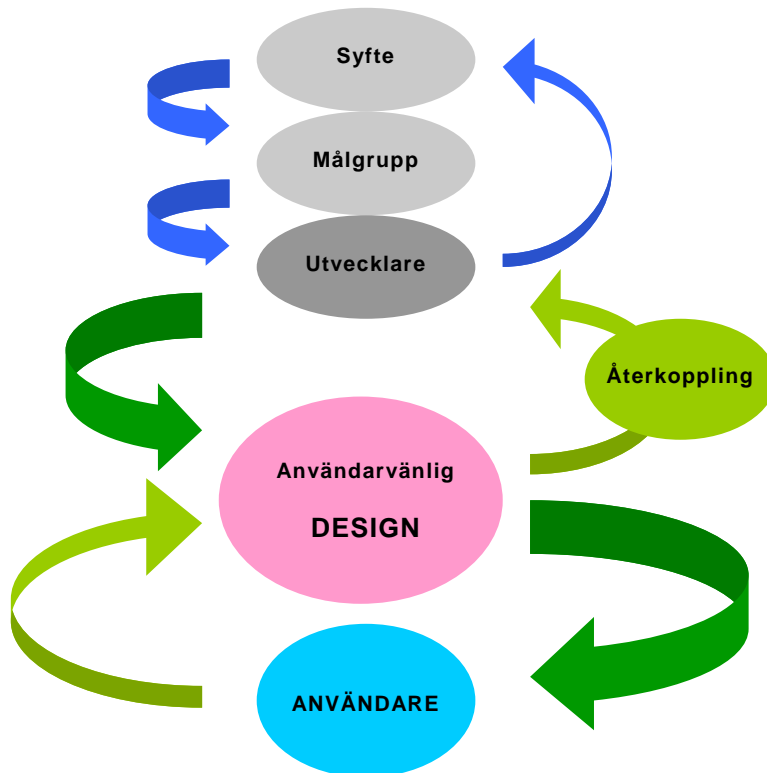 Syfte
Målgrupp
Utvecklare
Återkoppling
Användarvänlig
DESIGN
ANVÄNDARE